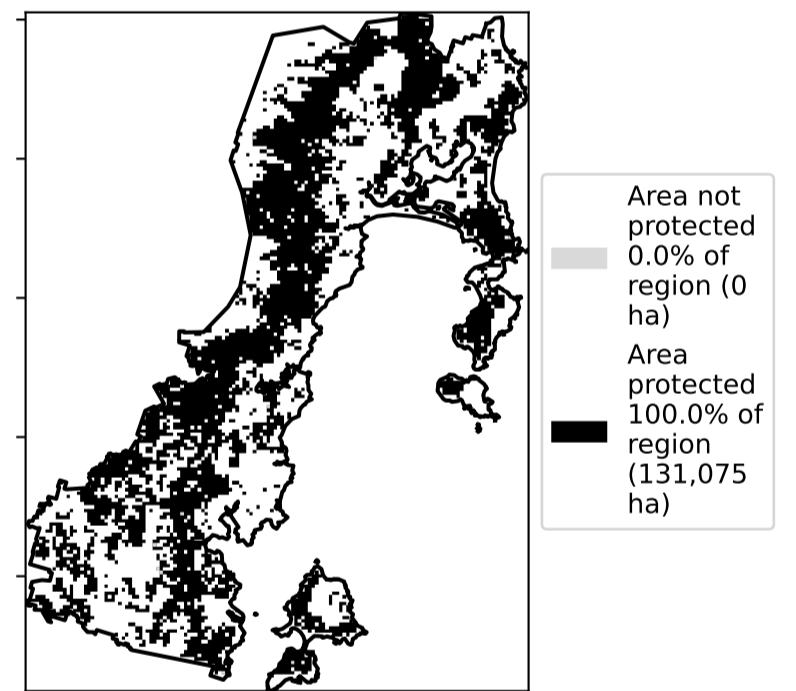 Area not
protected
0.0% of
region (0
ha)
Area
protected
100.0% of
region
(131,075
ha)